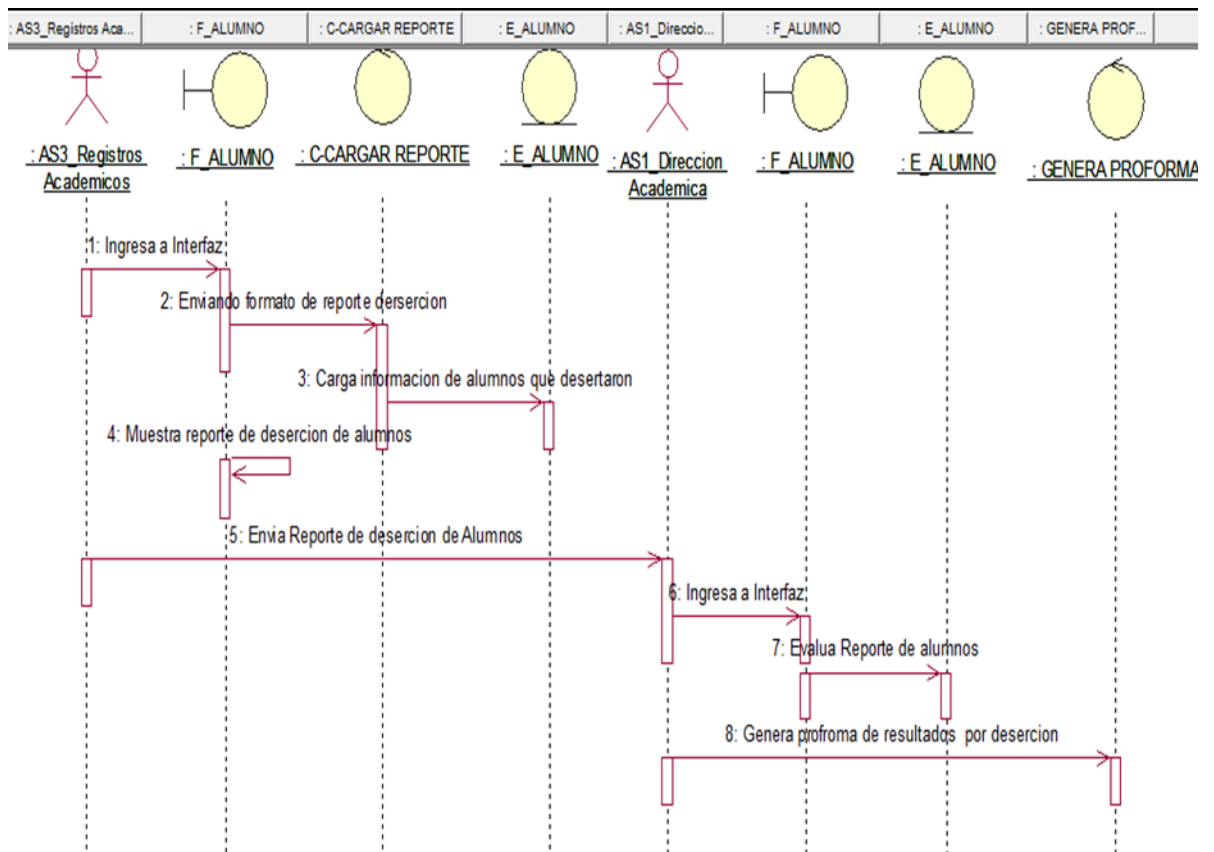 : AS3_Registros Aca...
: F_ALUMNO
: C-CARGAR REPORTE
: E_ALUMNO
: AS1_Direccio...
: F_ALUMNO
: E_ALUMNO
: GENERA PROF...
: AS3_Registros
Academicos
: F_ALUMNO
: C-CARGAR REPORTE
: E_ALUMNO
: AS1_Direccion
Academica
: F_ALUMNO
: E_ALUMNO
: GENERA PROFORMA
1: Ingresa a Interfaz
2: Enviando formato de reporte dersercion
3: Carga informacion de alumnos que desertaron
4: Muestra reporte de desercion de alumnos
5: Envia Reporte de desercion de Alumnos
6: Ingresa a Interfaz
7: Evalua Reporte de alumnos
8: Genera profroma de resultados por desercion